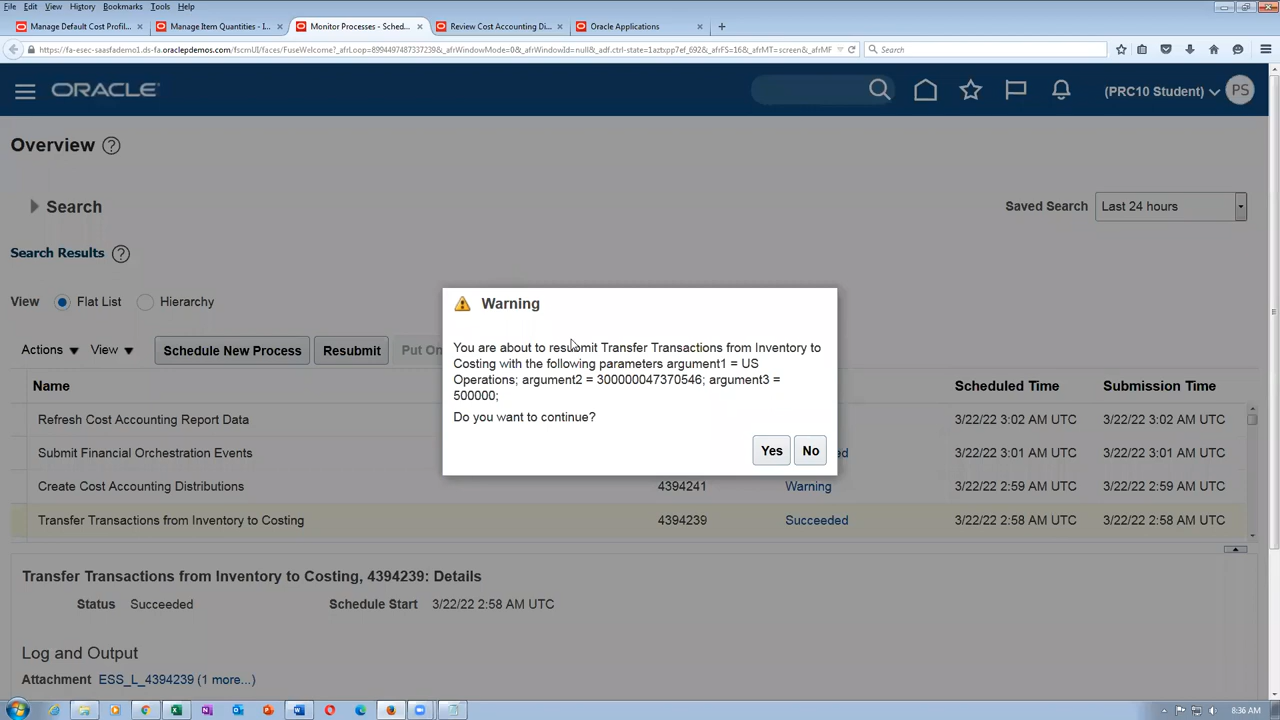 File Edit View History Bookmarks Tools Help
Manage Default Cost Profil... × Manage Item Quantities - I... × Monitor Processes - Sched... × Review Cost Accounting Di... × Oracle Applications × +
Search
ORACLE
(PRC10 Student) PS
Overview ?
Search
Saved Search Last 24 hours
Search Results ?
View Flat List Hierarchy
Actions View Schedule New Process Resubmit Put On
Warning
You are about to resubmit Transfer Transactions from Inventory to
Costing with the following parameters argument1 = US
Operations; argument2 = 300000047370546; argument3 =
500000;
Do you want to continue?
Yes No
Name Scheduled Time Submission Time
Refresh Cost Accounting Report Data 3/22/22 3:02 AM UTC 3/22/22 3:02 AM UTC
Submit Financial Orchestration Events ed 3/22/22 3:01 AM UTC 3/22/22 3:01 AM UTC
Create Cost Accounting Distributions 4394241 Warning 3/22/22 2:59 AM UTC 3/22/22 2:59 AM UTC
Transfer Transactions from Inventory to Costing 4394239 Succeeded 3/22/22 2:58 AM UTC 3/22/22 2:58 AM UTC
Transfer Transactions from Inventory to Costing, 4394239: Details
Status Succeeded Schedule Start 3/22/22 2:58 AM UTC
Log and Output
Attachment ESS_L_4394239 (1 more...)
8:36 AM